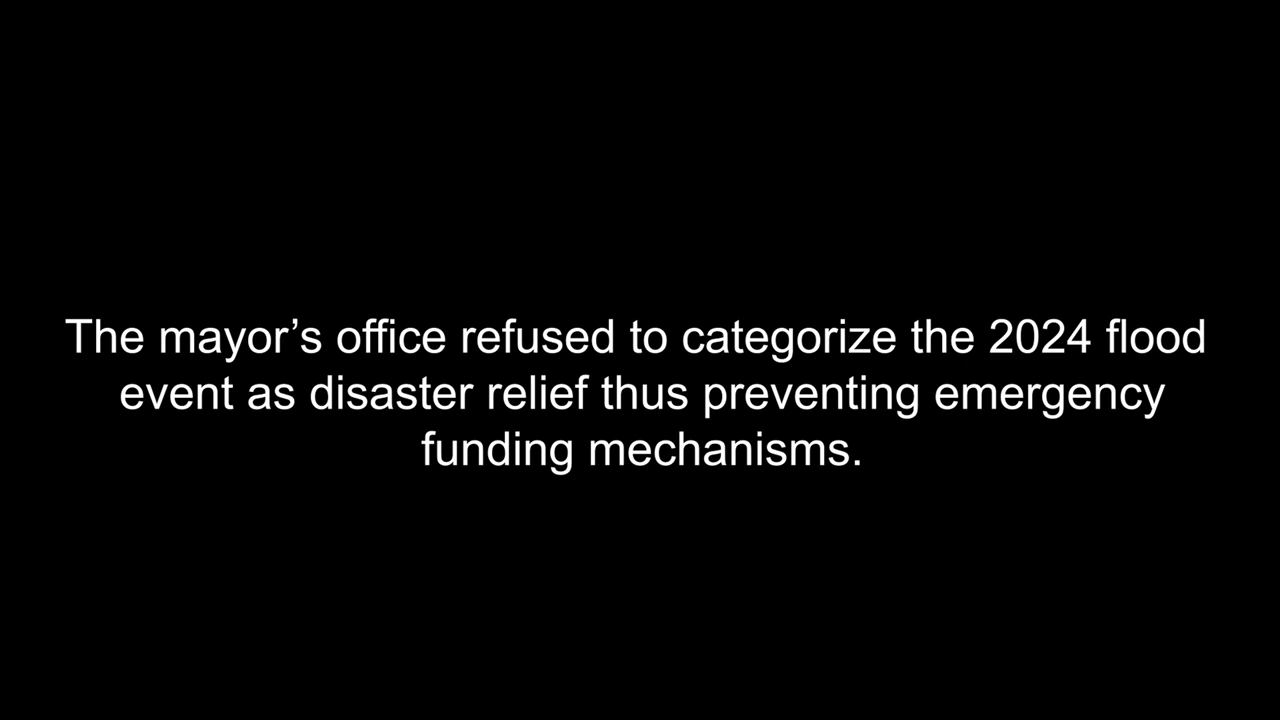 The mayor’s office refused to categorize the 2024 flood
event as disaster relief thus preventing emergency
funding mechanisms.